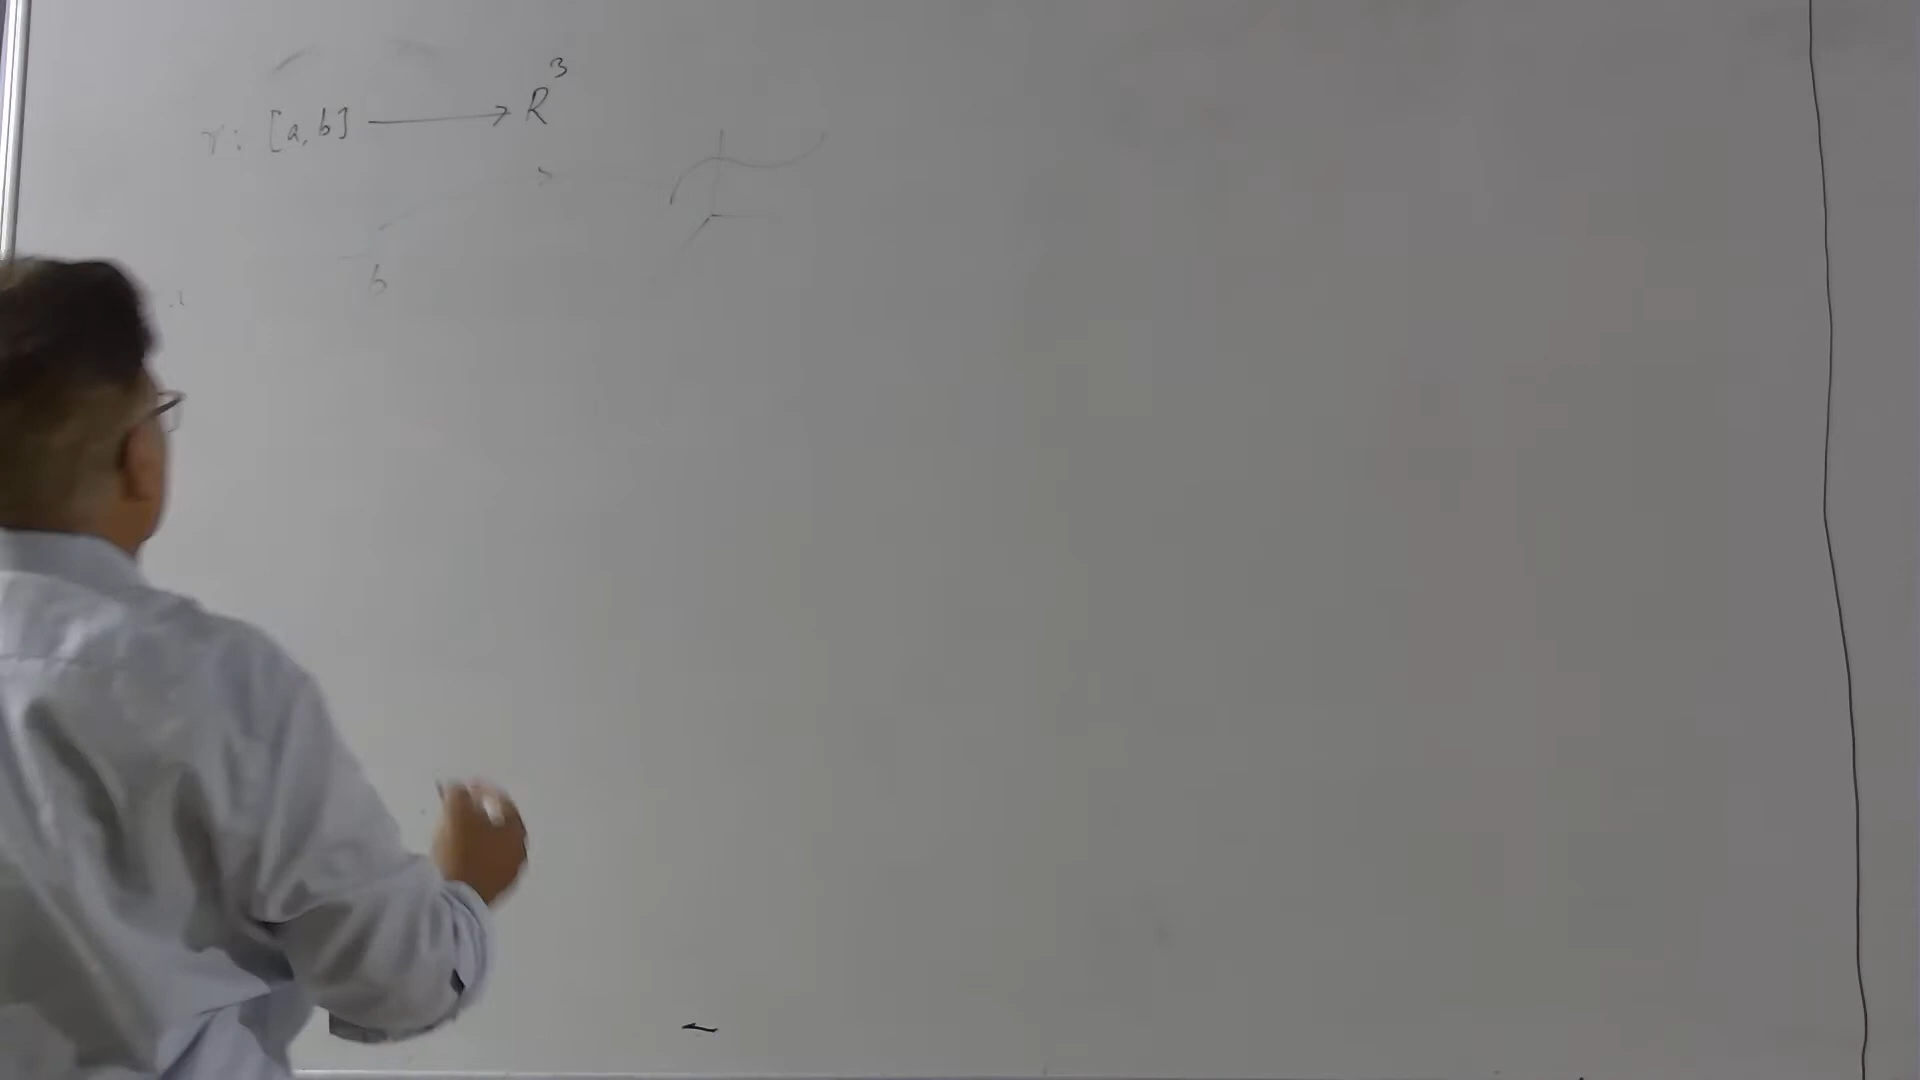 r: [a, b] ⟶ R³
b